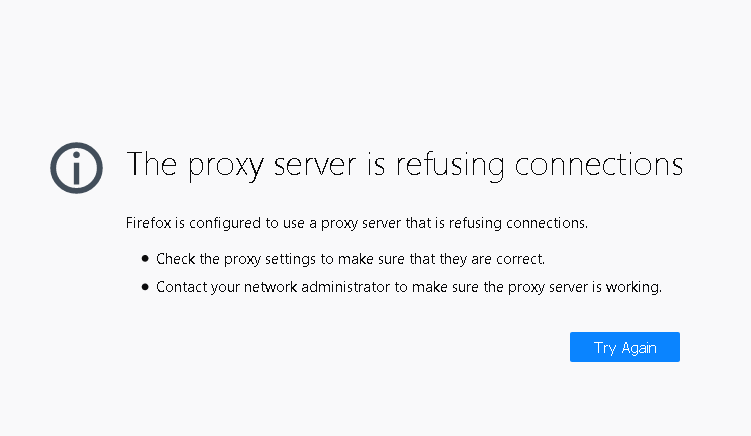 The proxy server is refusing connections
Firefox is configured to use a proxy server that is refusing connections.
● Check the proxy settings to make sure that they are correct.
● Contact your network administrator to make sure the proxy server is working.
Try Again